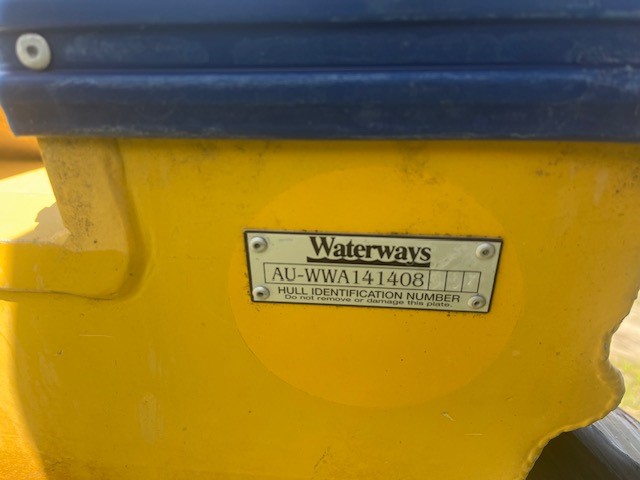 Waterways
AU-WWA141408
HULL IDENTIFICATION NUMBER
Do not remove or damage this plate.